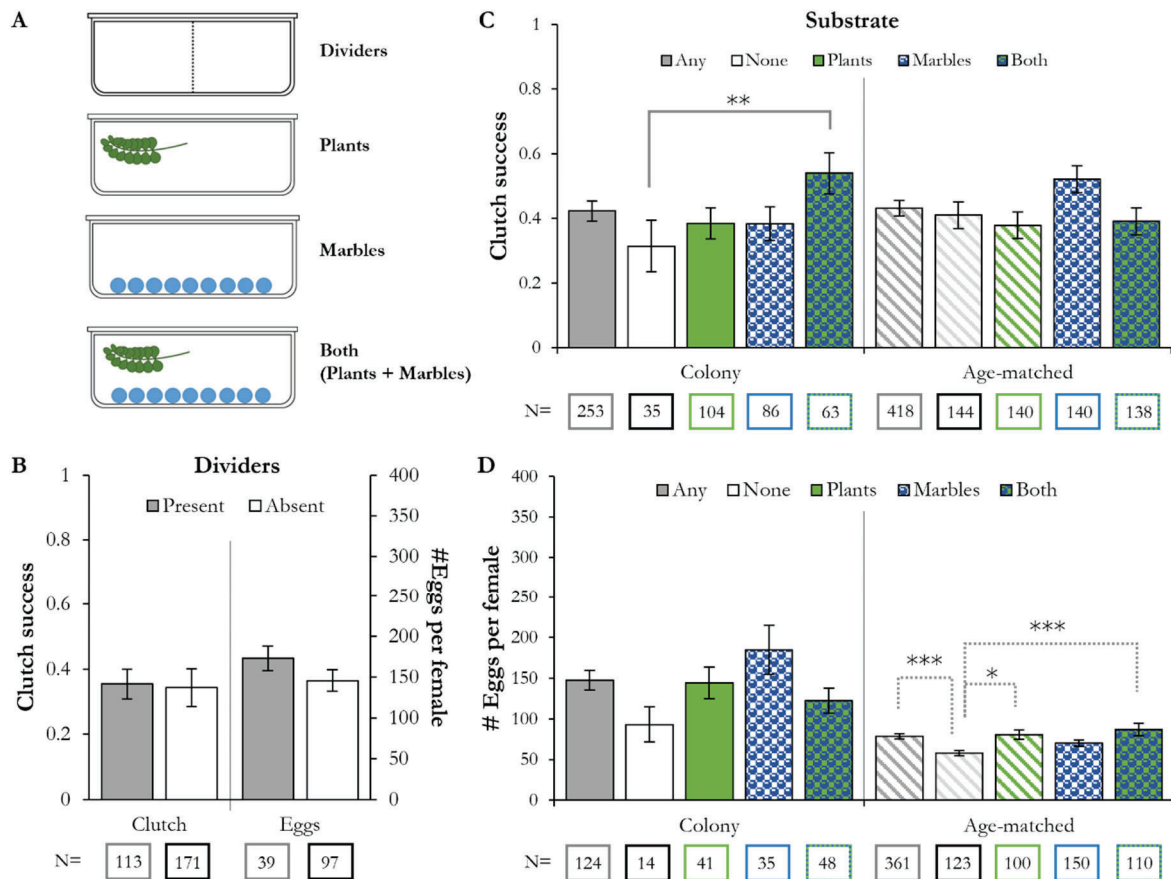 A
Dividers
Plants
Marbles
Both
(Plants + Marbles)
B
Dividers
Present Absent
Clutch success
1
0.8
0.6
0.4
0.2
0
#Eggs per female
400
350
300
250
200
150
100
50
0
Clutch Eggs
N= 113 171 39 97
C
Substrate
Any None Plants Marbles Both
Clutch success
1
0.8
0.6
0.4
0.2
0
**
Colony Age-matched
N= 253 35 104 86 63 418 144 140 140 138
D
Any None Plants Marbles Both
# Eggs per female
400
350
300
250
200
150
100
50
0
***
*
***
Colony Age-matched
N= 124 14 41 35 48 361 123 100 150 110